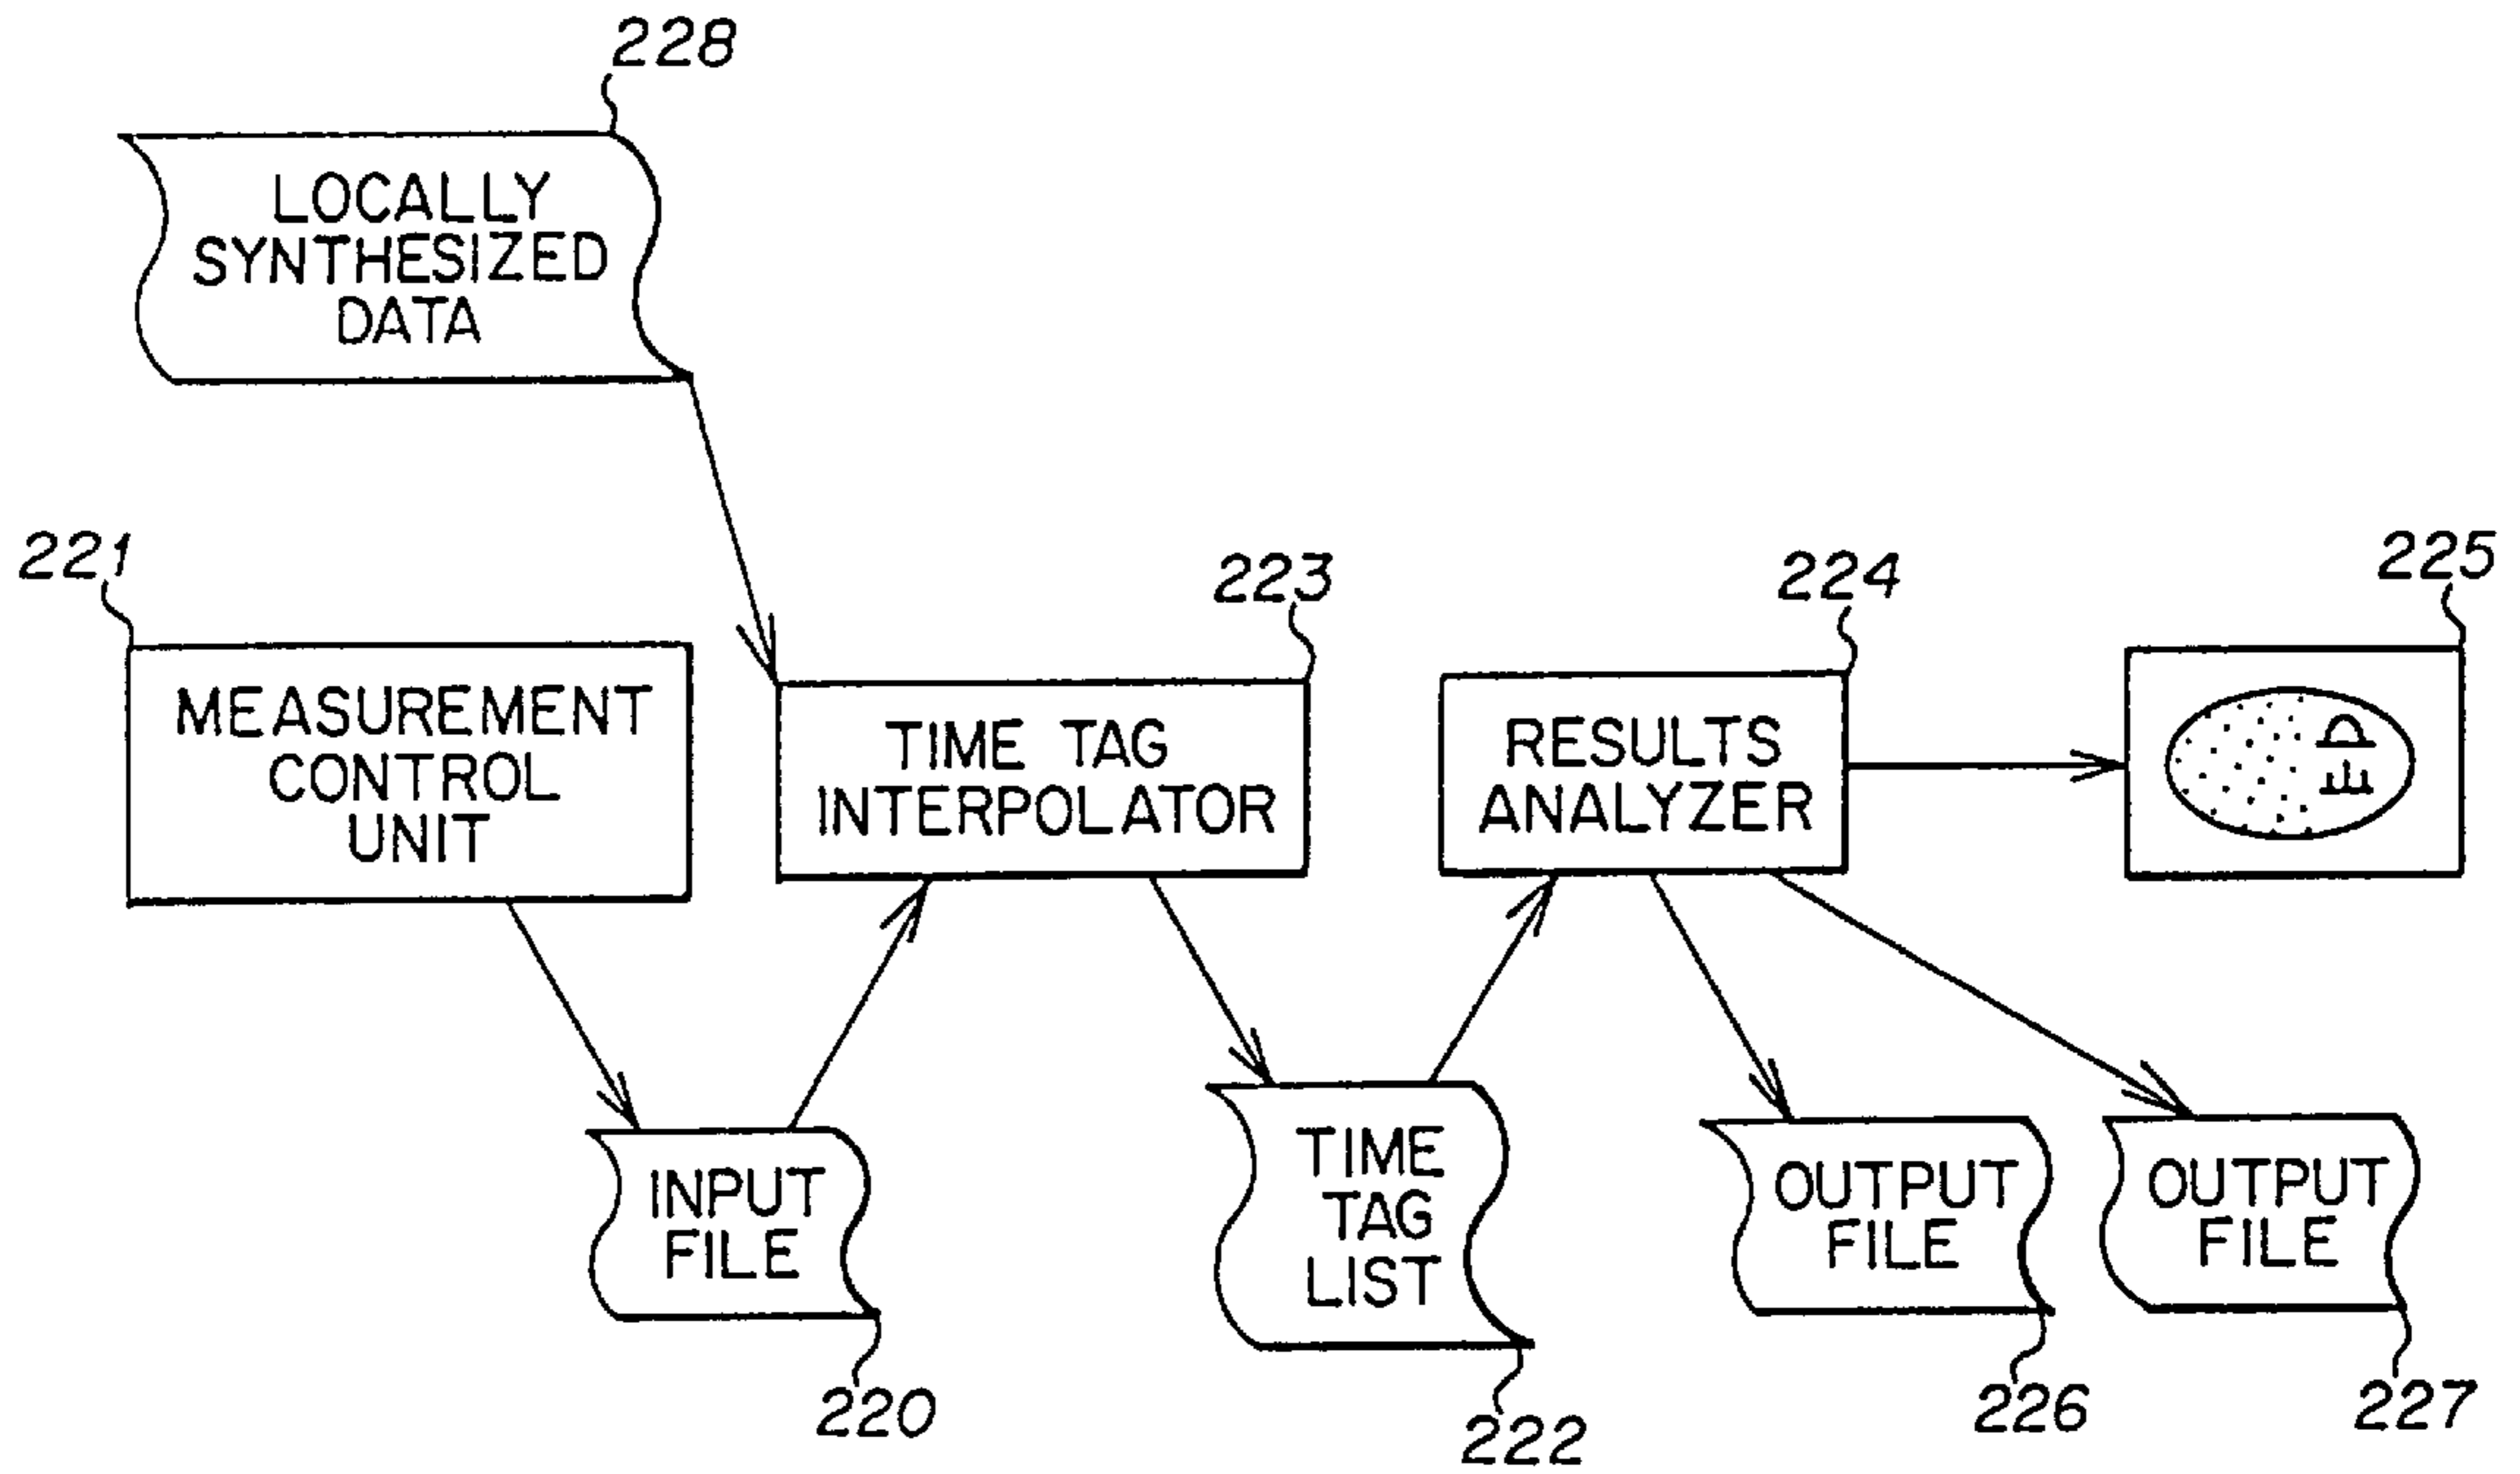 228
LOCALLY
SYNTHESIZED
DATA
221
MEASUREMENT
CONTROL
UNIT
223
TIME TAG
INTERPOLATOR
224
RESULTS
ANALYZER
225
INPUT
FILE
220
TIME
TAG
LIST
222
OUTPUT
FILE
226
OUTPUT
FILE
227